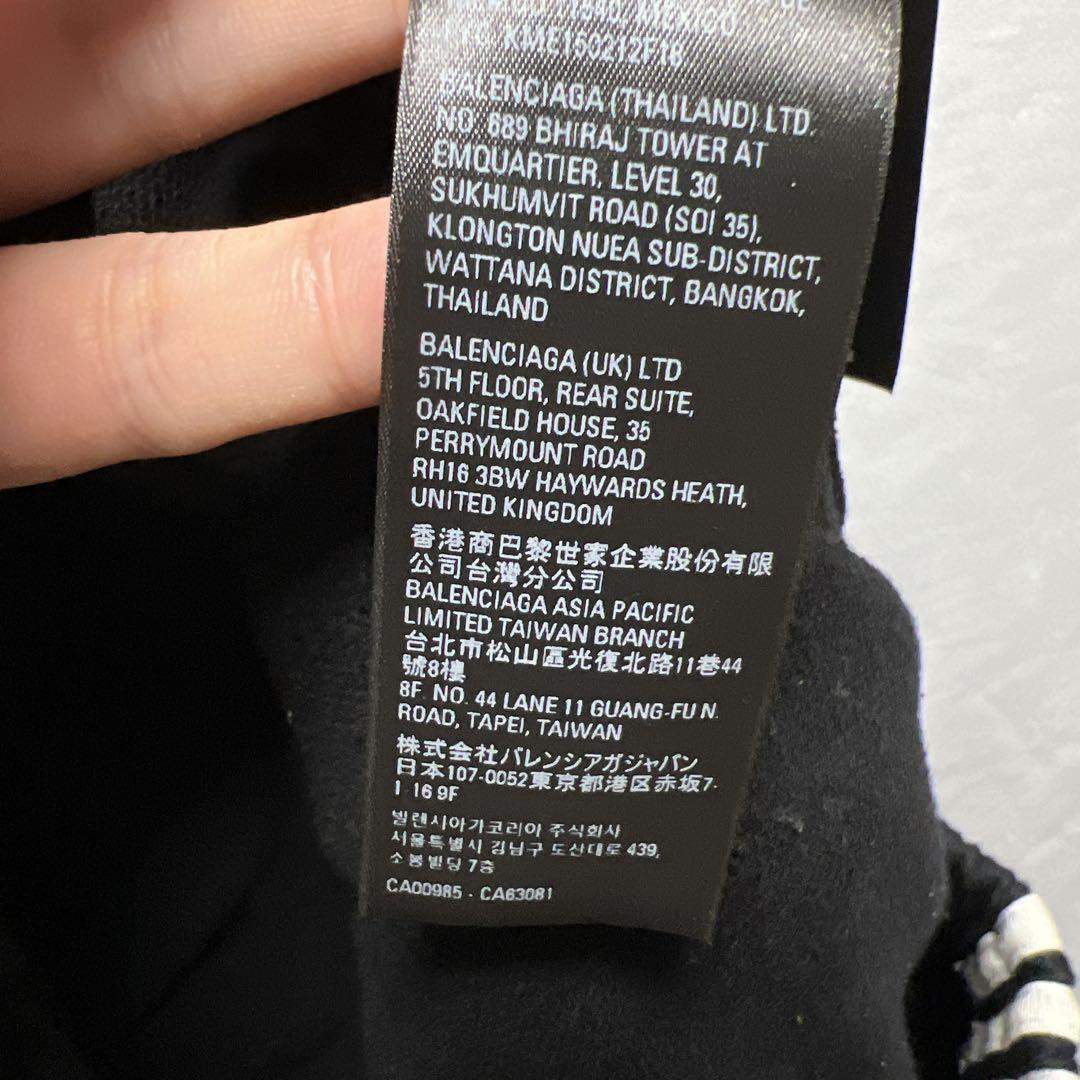 11640, MEXICO
KME150212F18
BALENCIAGA (THAILAND) LTD.
NO. 689 BHIRAJ TOWER AT
EMQUARTIER, LEVEL 30,
SUKHUMVIT ROAD (SOI 35),
KLONGTON NUEA SUB-DISTRICT,
WATTANA DISTRICT, BANGKOK,
THAILAND
BALENCIAGA (UK) LTD
5TH FLOOR, REAR SUITE,
OAKFIELD HOUSE, 35
PERRYMOUNT ROAD
RH16 3BW HAYWARDS HEATH,
UNITED KINGDOM
香港商巴黎世家企業股份有限
公司台灣分公司
BALENCIAGA ASIA PACIFIC
LIMITED TAIWAN BRANCH
台北市松山區光復北路11巷44
號8樓
8F. NO. 44 LANE 11 GUANG-FU N.
ROAD, TAPEI, TAIWAN
株式会社バレンシアガジャパン
日本107-0052東京都港区赤坂7-
1 16 9F
빌렌시아가코리아 주식회사
서울특별시 강남구 도산대로 439,
소봉빌딩 7층
CA00985 - CA63081